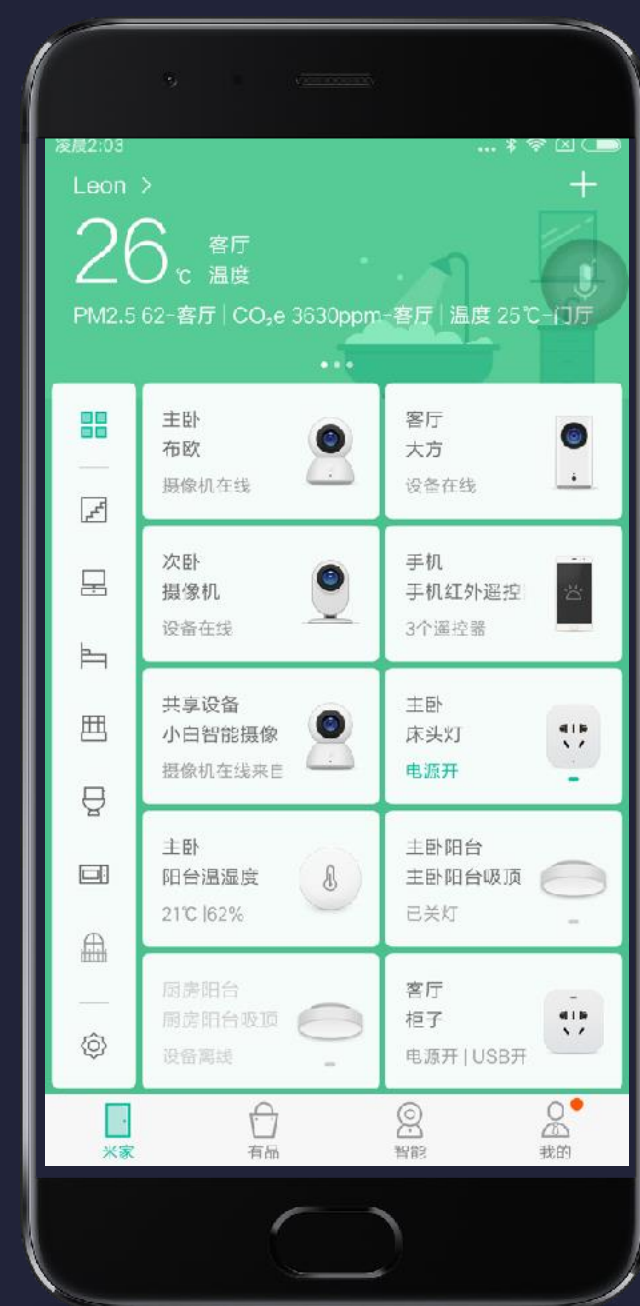 凌晨2:03
Leon >
26℃
客厅
温度
PM2.5 62-客厅 | CO₂e 3630ppm-客厅 | 温度 25℃-门厅
主卧
布欧
摄像机在线
客厅
大方
设备在线
次卧
摄像机
设备在线
手机
手机红外遥控
3个遥控器
共享设备
小白智能摄像
摄像机在线来自
主卧
床头灯
电源开
主卧
阳台温湿度
21℃ |62%
主卧阳台
主卧阳台吸顶
已关灯
厨房阳台
厨房阳台吸顶
设备离线
客厅
柜子
电源开 | USB开
米家
有品
智能
我的